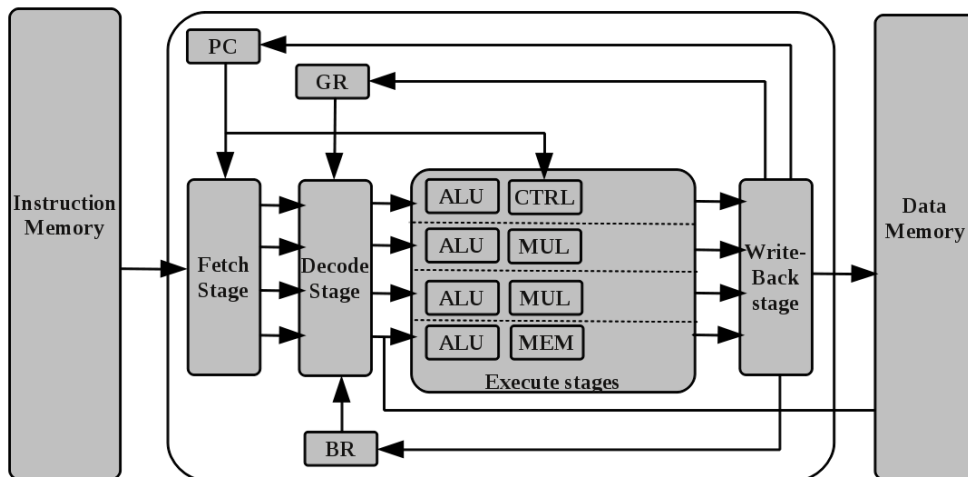 PC
GR
Instruction
Memory
Fetch
Stage
Decode
Stage
ALU
CTRL
ALU
MUL
ALU
MUL
ALU
MEM
Execute stages
Write-
Back
stage
Data
Memory
BR